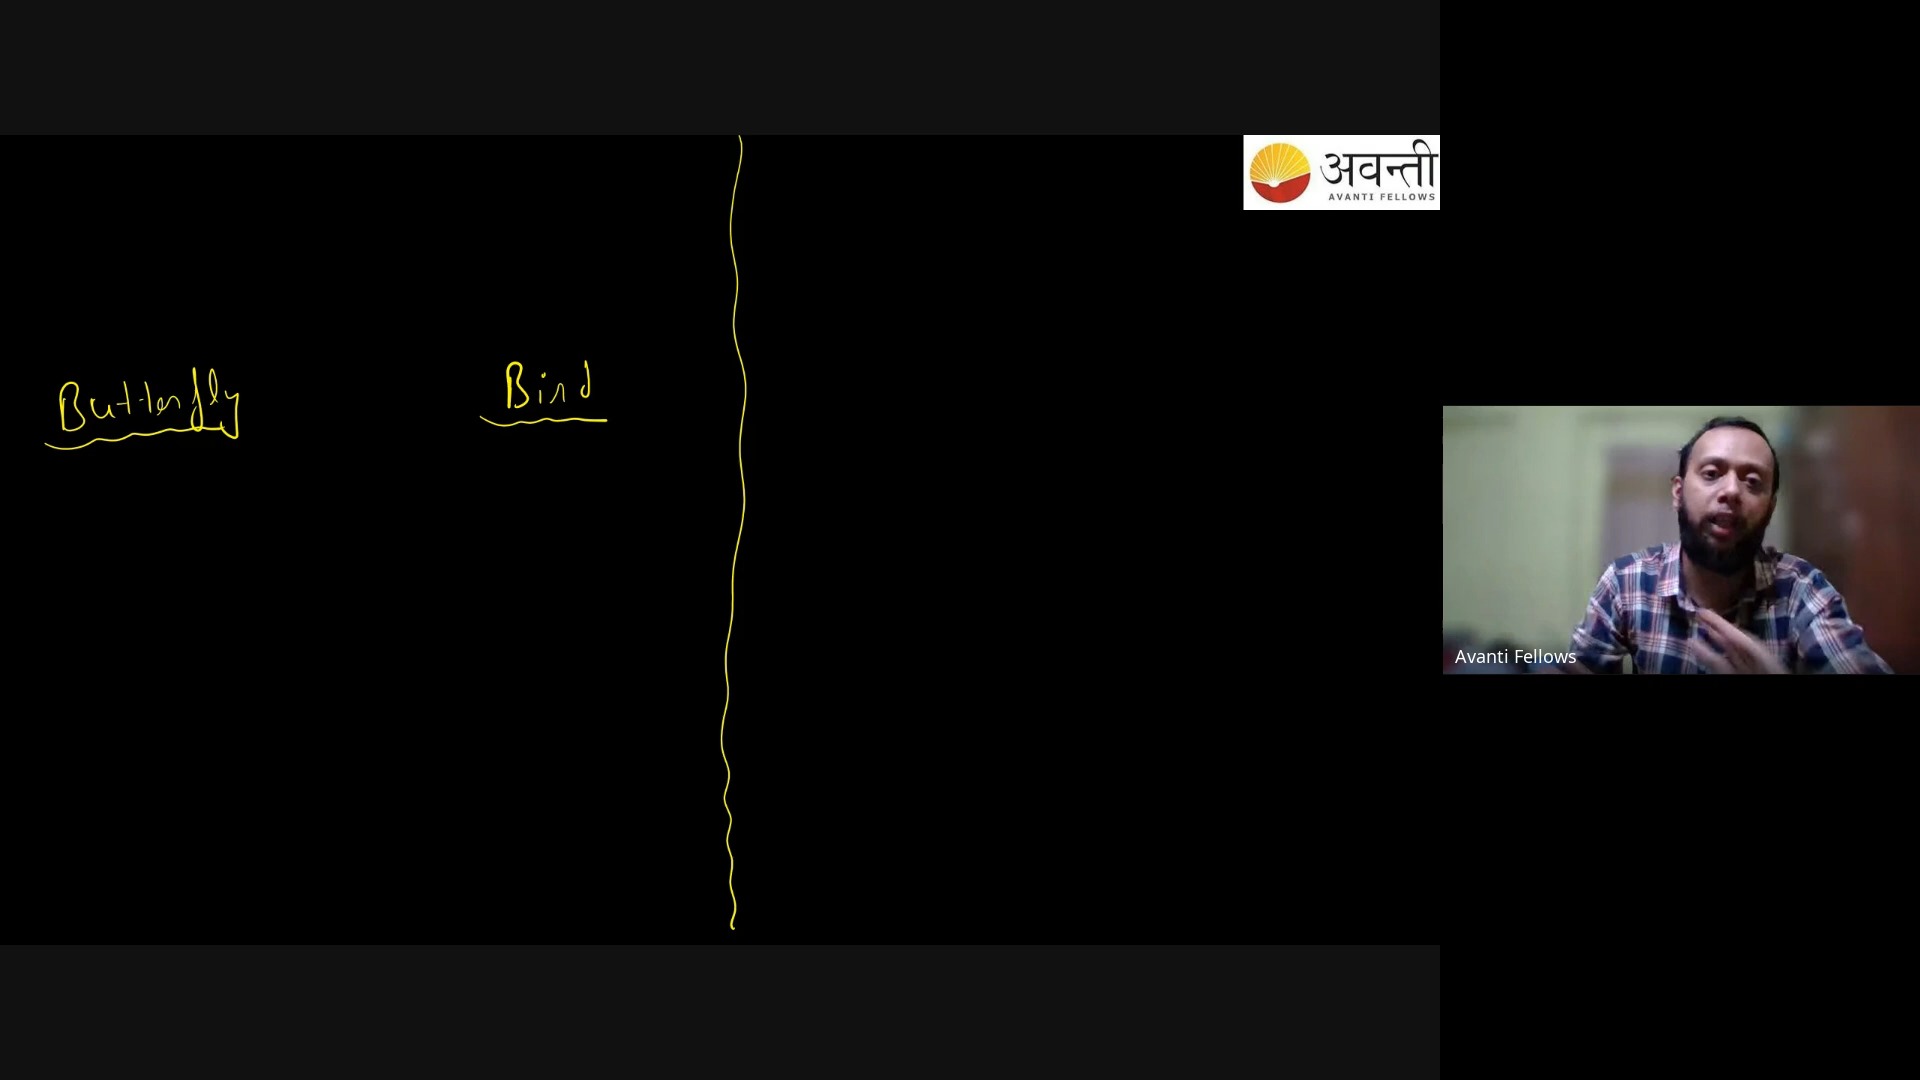 अवन्ती
AVANTI FELLOWS
Butterfly
Bird
Avanti Fellows